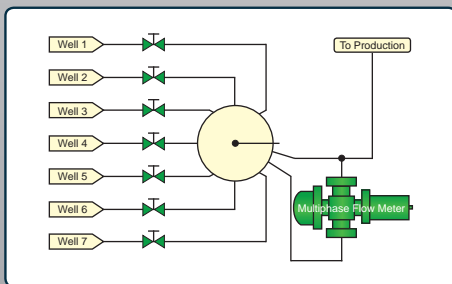 Well 1
To Production
Well 2
Well 3
Well 4
Well 5
Well 6
Multiphase Flow Meter
Well 7